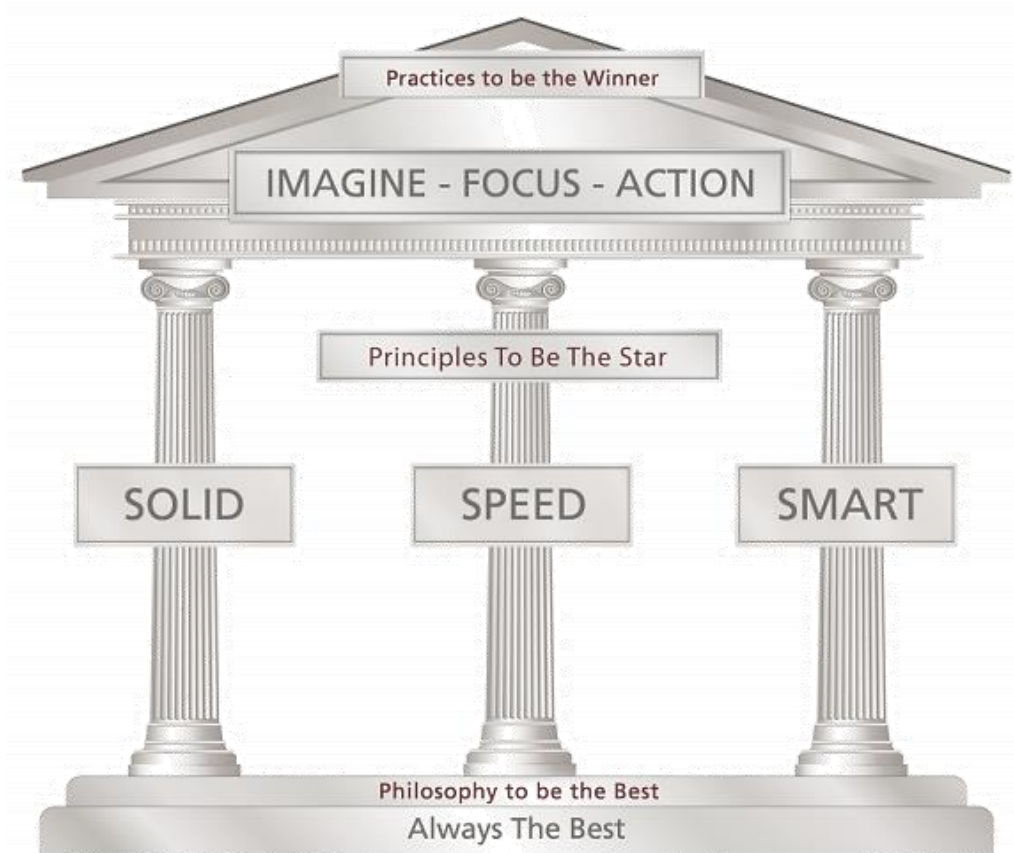 Practices to be the Winner
IMAGINE - FOCUS - ACTION
Principles To Be The Star
SOLID
SPEED
SMART
Philosophy to be the Best
Always The Best